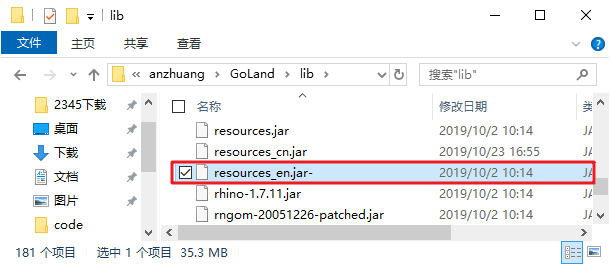 lib
文件 主页 共享 查看
« anzhuang › GoLand › lib › 搜索"lib"
名称 修改日期 类
2345下载
桌面
下载
文档
图片
code
resources.jar 2019/10/2 10:14 JA
resources_cn.jar 2019/10/23 16:55 JA
resources_en.jar- 2019/10/2 10:14 JA
rhino-1.7.11.jar 2019/10/2 10:14 JA
rngom-20051226-patched.jar 2019/10/2 10:14 JA
181 个项目 选中 1 个项目 35.3 MB